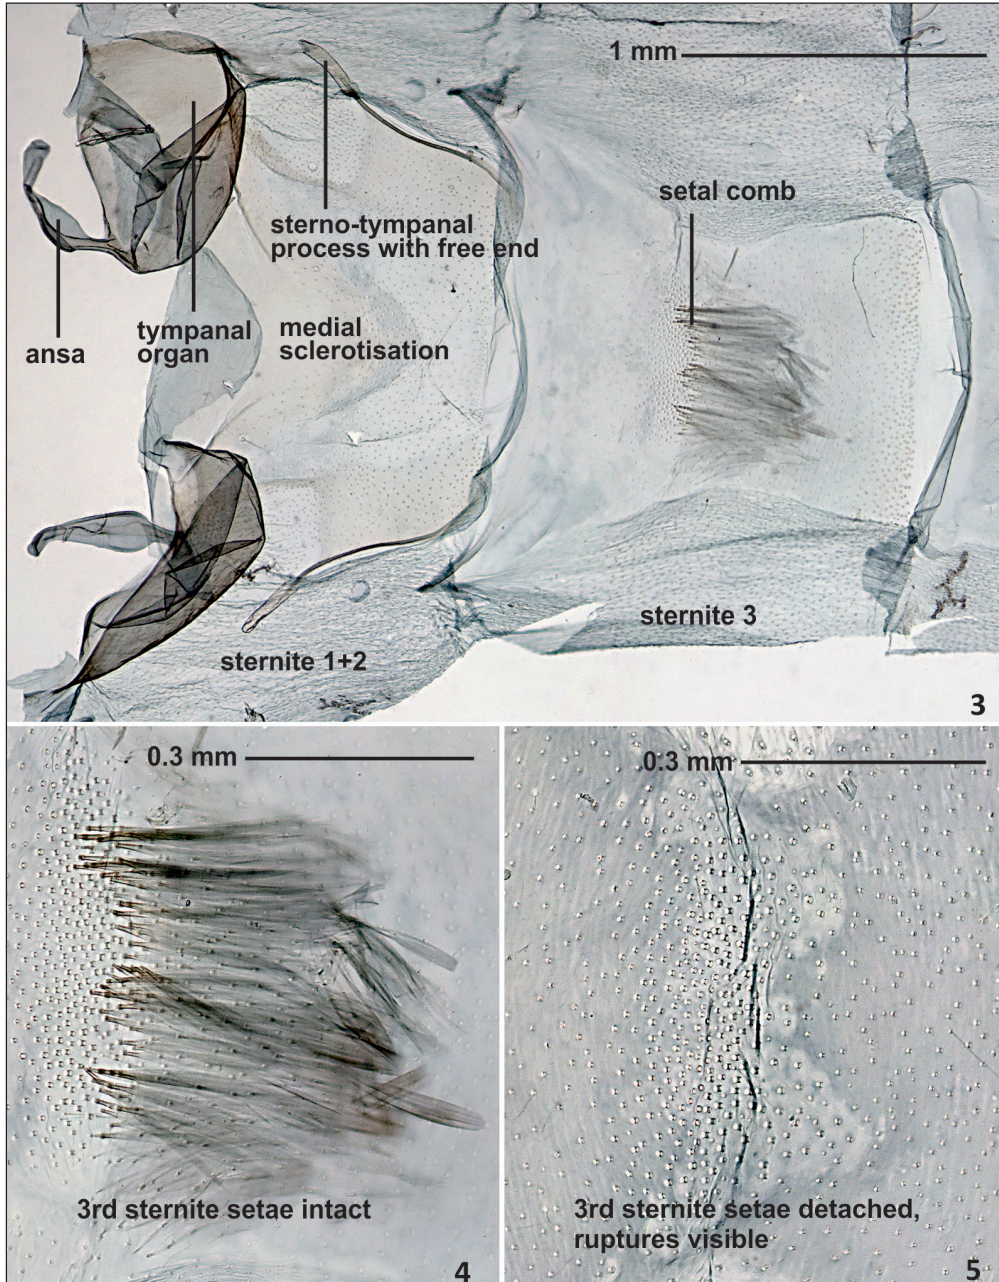 1 mm
setal comb
sterno-tympanal
process with free end
ansa
tympanal
organ
medial
sclerotisation
sternite 3
sternite 1+2
3
0.3 mm
3rd sternite setae intact
4
0.3 mm
3rd sternite setae detached,
ruptures visible
5